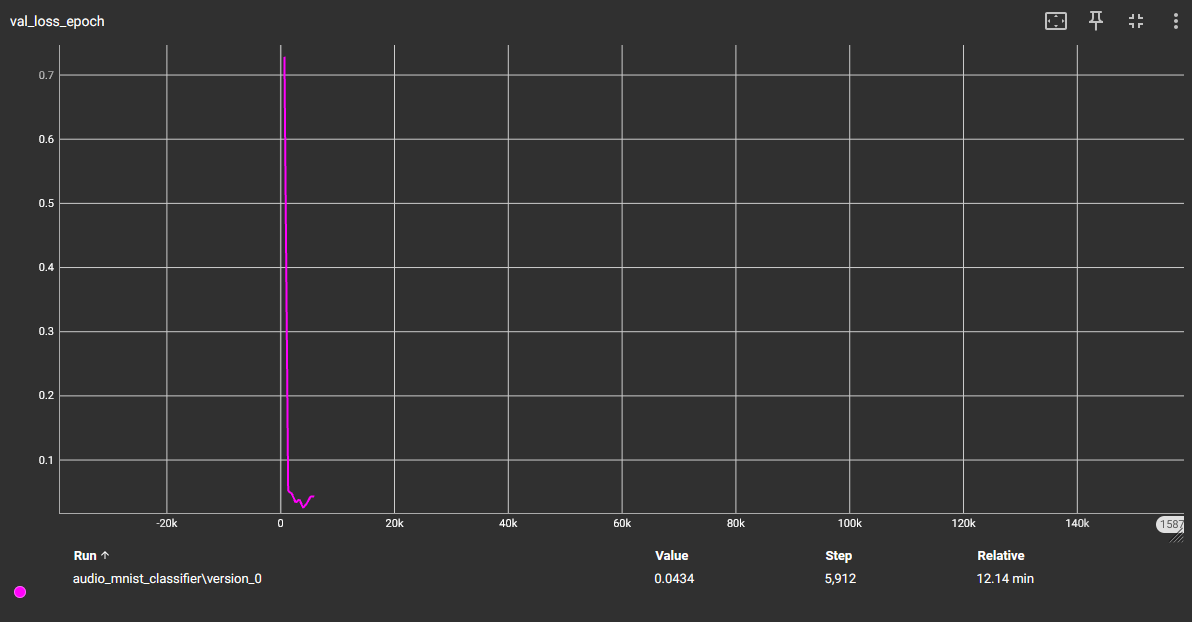 val_loss_epoch
0.7
0.6
0.5
0.4
0.3
0.2
0.1
-20k 0 20k 40k 60k 80k 100k 120k 140k 1587
Run ↑ Value Step Relative
audio_mnist_classifier\version_0 0.0434 5,912 12.14 min